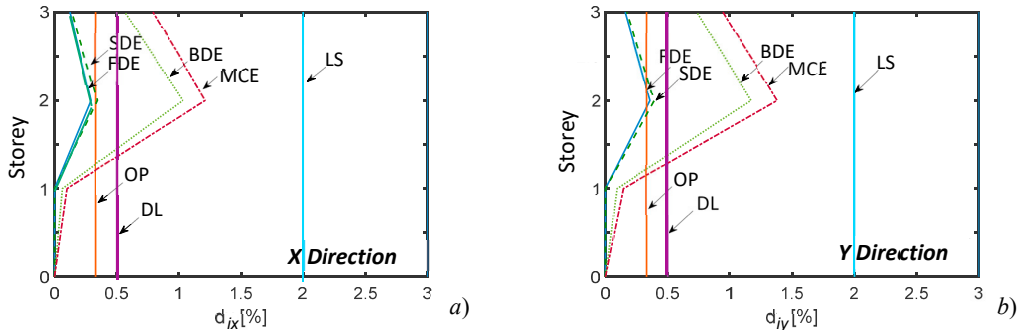 3
SDE
FDE
BDE
MCE
LS
2
Storey
1
OP
DL
X Direction
0
0 0.5 1 1.5 2 2.5 3
d_ix[%]
a)
3
FDE
SDE
BDE
MCE
LS
2
Storey
1
OP
DL
Y Direction
0
0 0.5 1 1.5 2 2.5 3
d_iy[%]
b)